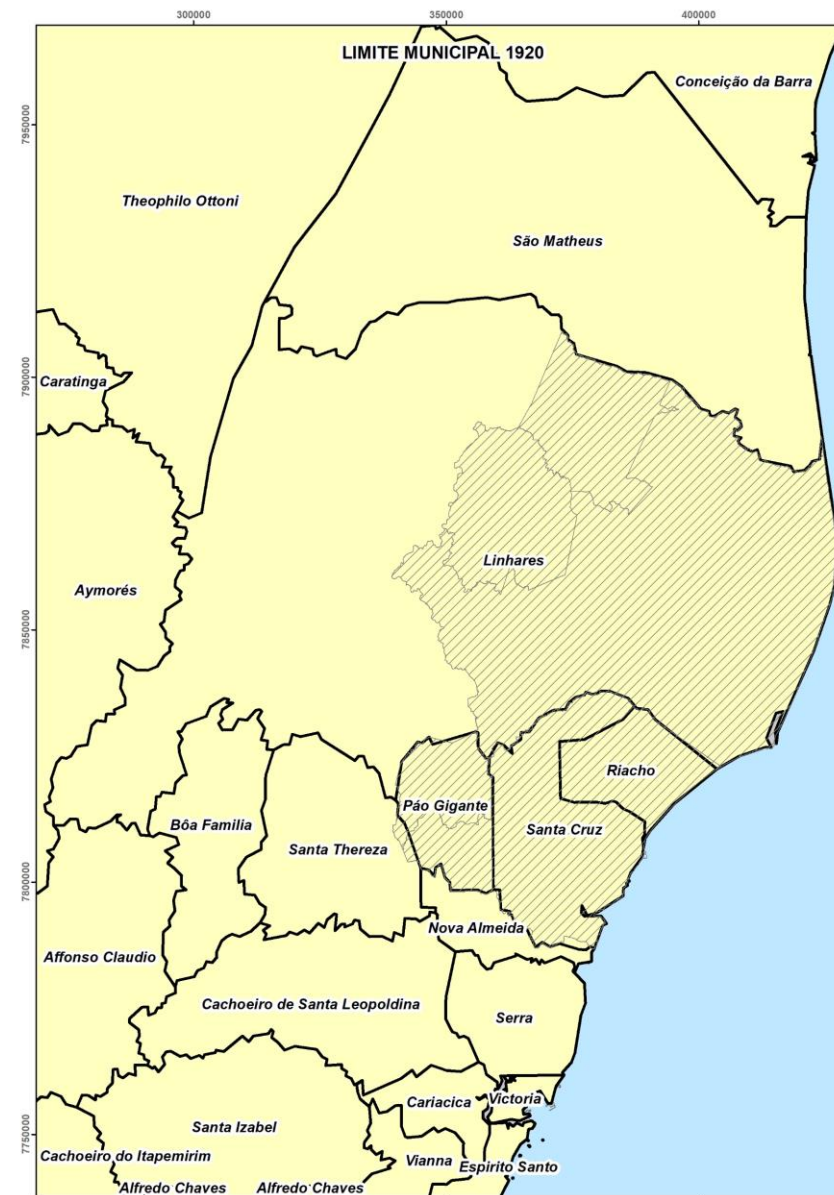 300000
350000
400000
LIMITE MUNICIPAL 1920
Conceição da Barra
7950000
Theophilo Ottoni
São Matheus
7900000
Caratinga
Linhares
Aymorés
7850000
Riacho
Páo Gigante
Bôa Familia
Santa Cruz
Santa Thereza
7800000
Nova Almeida
Affonso Claudio
Cachoeiro de Santa Leopoldina
Serra
Cariacica
Victoria
Santa Izabel
7750000
Cachoeiro do Itapemirim
Vianna
Espirito Santo
Alfredo Chaves
Alfredo Chaves